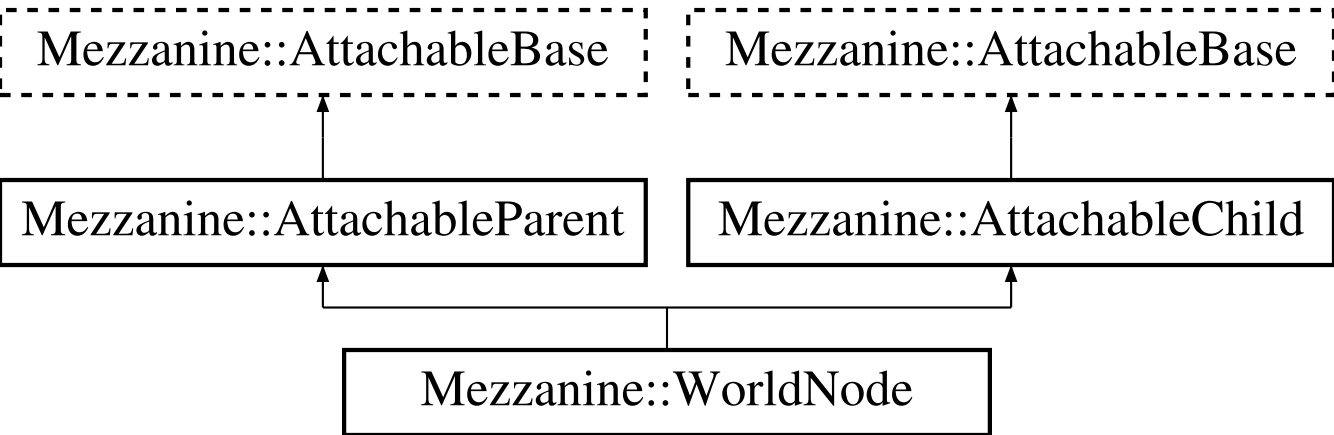 Mezzanine::AttachableBase
Mezzanine::AttachableBase
Mezzanine::AttachableParent
Mezzanine::AttachableChild
Mezzanine::WorldNode